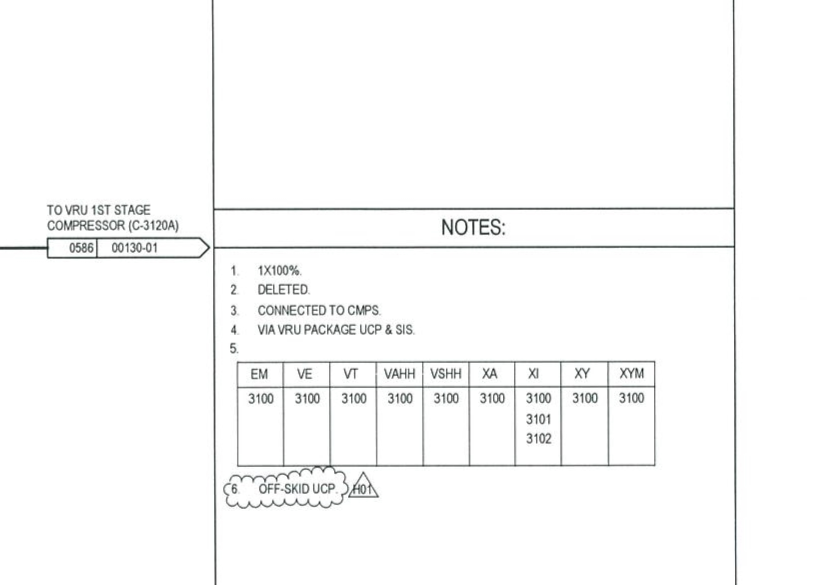 TO VRU 1ST STAGE
COMPRESSOR (C-3120A)
0586 00130-01
NOTES:
1. 1X100%.
2. DELETED.
3. CONNECTED TO CMPS.
4. VIA VRU PACKAGE UCP & SIS.
5.
EM VE VT VAHH VSHH XA XI XY XYM
3100 3100 3100 3100 3100 3100 3100 3100 3100
3101
3102
6. OFF-SKID UCP. H01